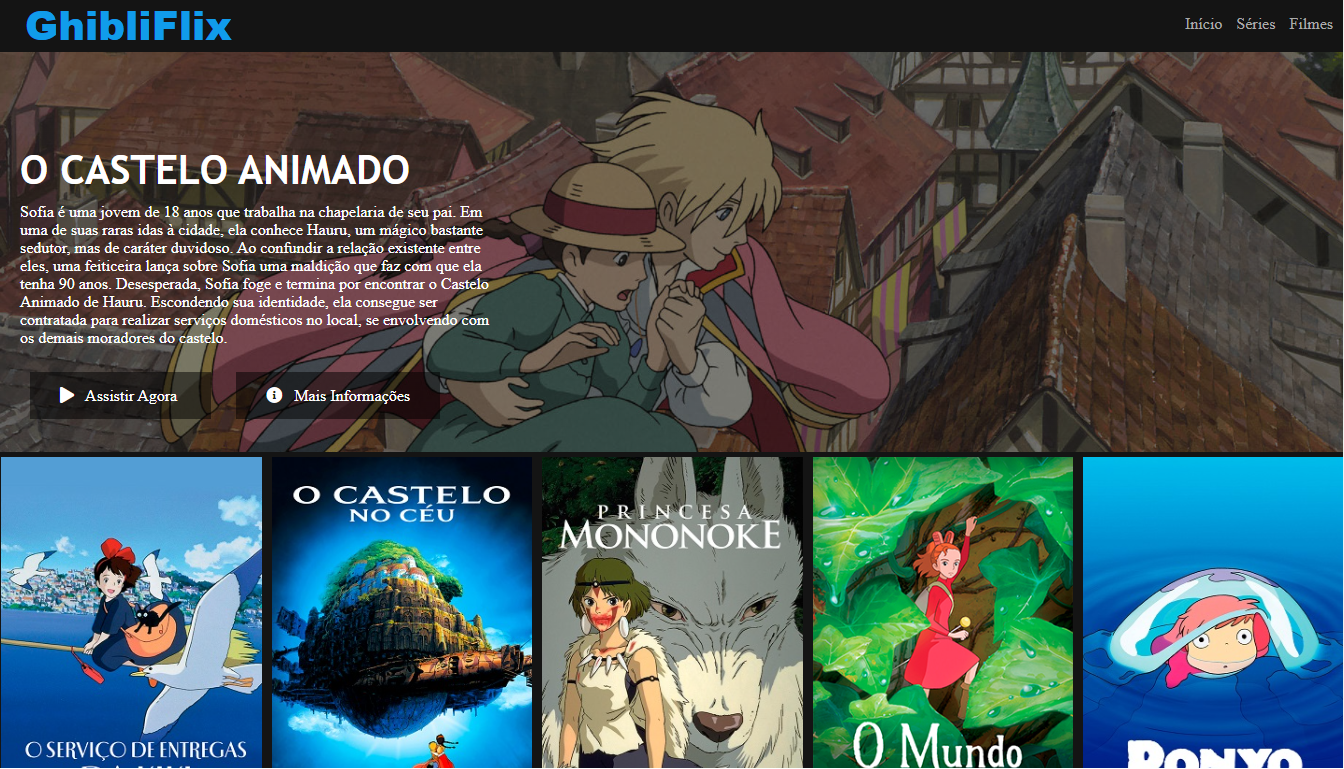 GhibliFlix
Início Séries Filmes
O CASTELO ANIMADO
Sofia é uma jovem de 18 anos que trabalha na chapelaria de seu pai. Em
uma de suas raras idas à cidade, ela conhece Hauru, um mágico bastante
sedutor, mas de caráter duvidoso. Ao confundir a relação existente entre
eles, uma feiticeira lança sobre Sofia uma maldição que faz com que ela
tenha 90 anos. Desesperada, Sofia foge e termina por encontrar o Castelo
Animado de Hauru. Escondendo sua identidade, ela consegue ser
contratada para realizar serviços domésticos no local, se envolvendo com
os demais moradores do castelo.
Assistir Agora
Mais Informações
O SERVIÇO DE ENTREGAS
O CASTELO
NO CÉU
PRINCESA
MONONOKE
O Mundo
PONYO